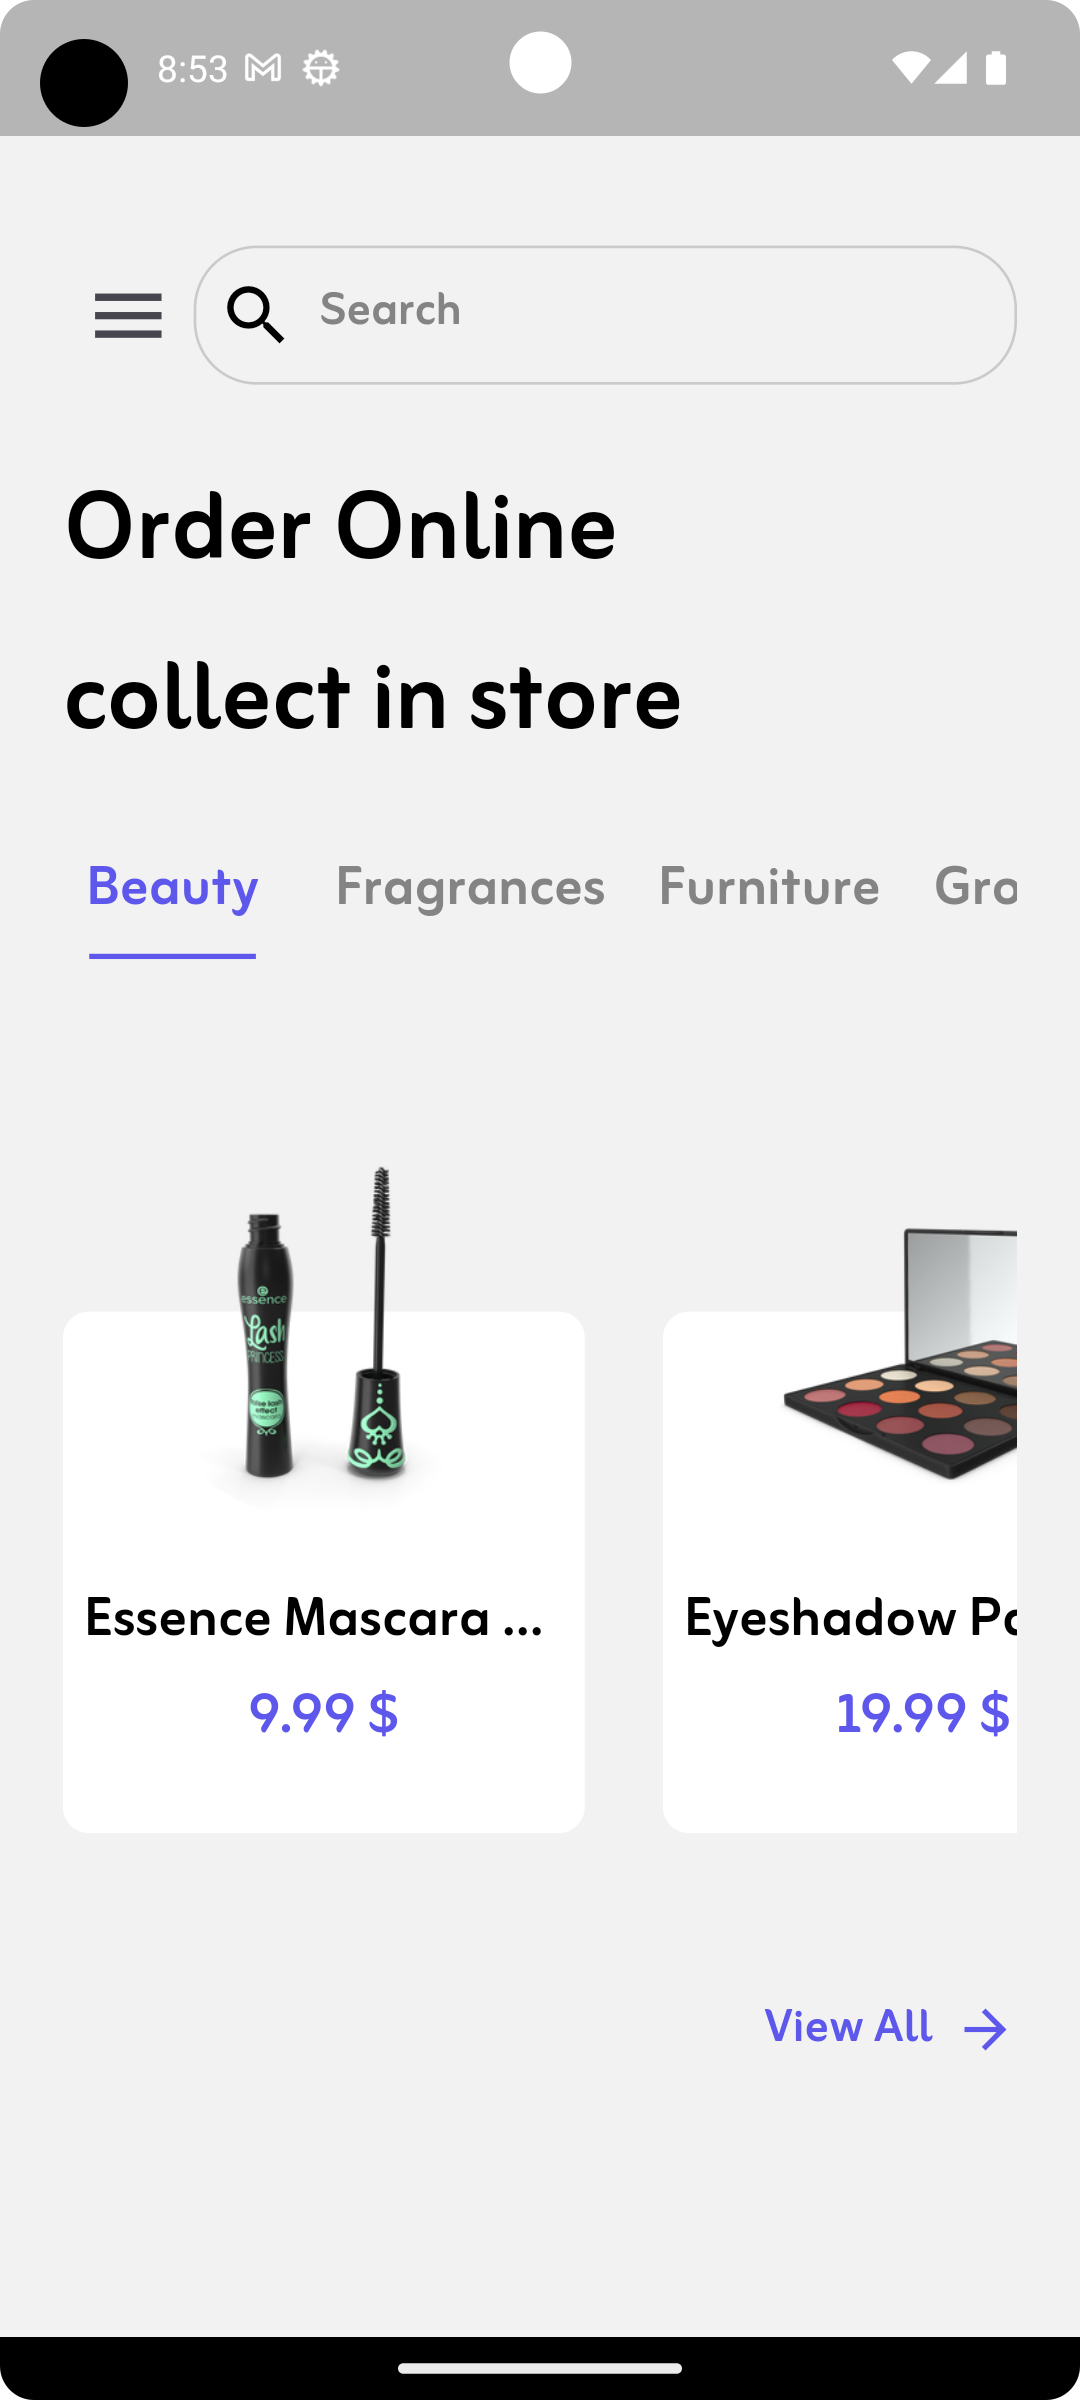 8:53
Search
Order Online
collect in store
Beauty Fragrances Furniture Gro
essence
Lash
PRINCESS
false lash
effect
mascara
Essence Mascara ...
9.99 $
Eyeshadow Pa
19.99 $
View All